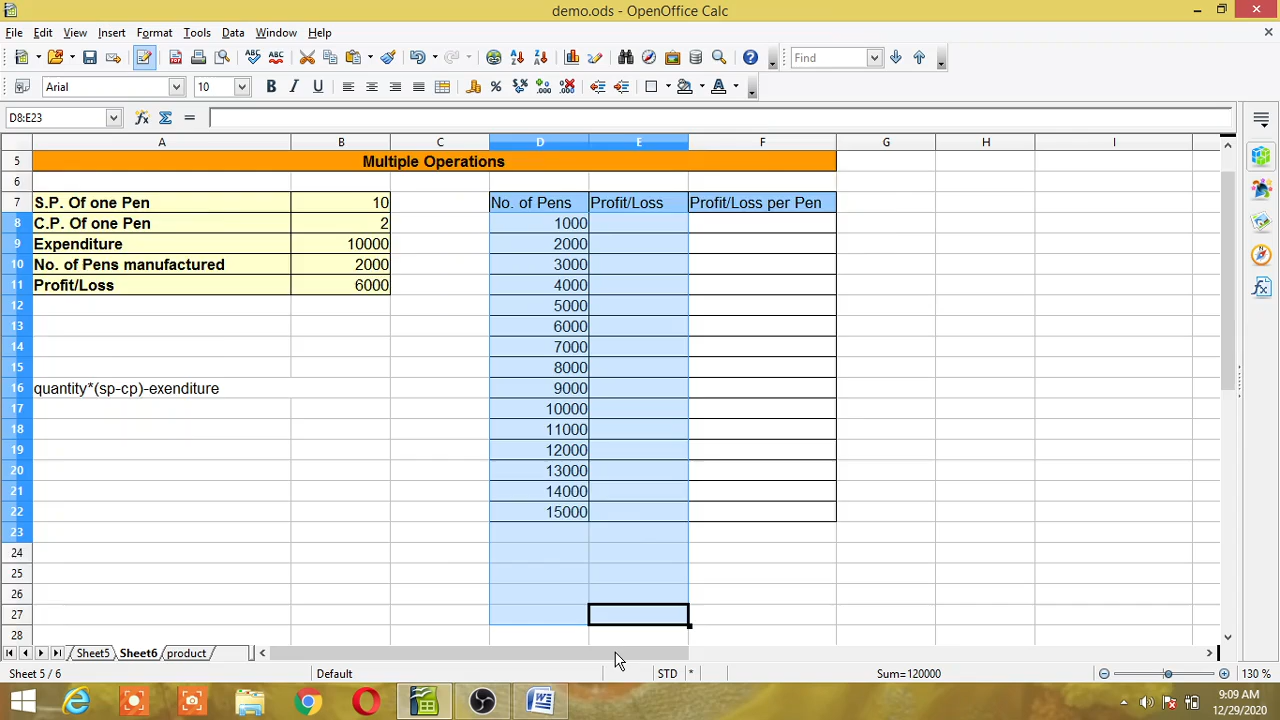 demo.ods - OpenOffice Calc
File Edit View Insert Format Tools Data Window Help
Find
Arial 10
D8:E23
A B C D E F G H I
5 Multiple Operations
6
7 S.P. Of one Pen 10 No. of Pens Profit/Loss Profit/Loss per Pen
8 C.P. Of one Pen 2 1000
9 Expenditure 10000 2000
10 No. of Pens manufactured 2000 3000
11 Profit/Loss 6000 4000
12 5000
13 6000
14 7000
15 8000
16 quantity*(sp-cp)-exenditure 9000
17 10000
18 11000
19 12000
20 13000
21 14000
22 15000
23
24
25
26
27
28
Sheet5 Sheet6 product
Sheet 5 / 6 Default STD * Sum=120000 130 %
9:09 AM
12/29/2020